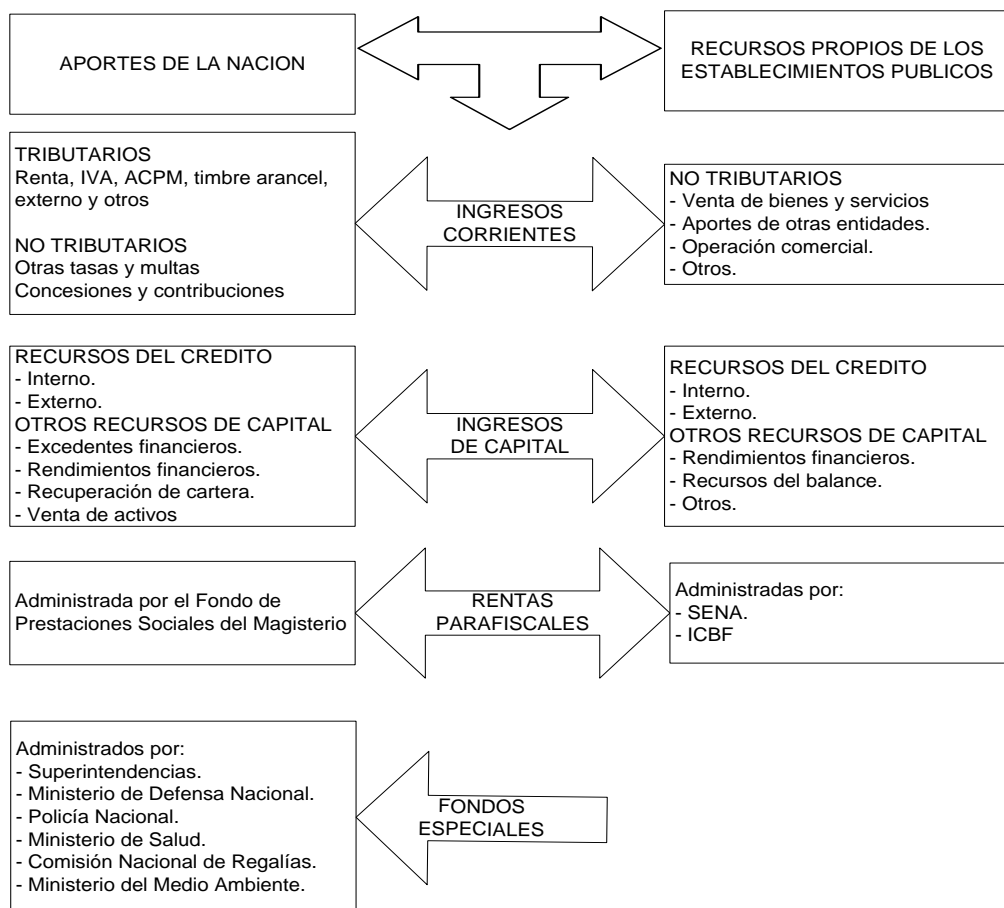 APORTES DE LA NACION
RECURSOS PROPIOS DE LOS
ESTABLECIMIENTOS PUBLICOS
TRIBUTARIOS
Renta, IVA, ACPM, timbre arancel,
externo y otros
NO TRIBUTARIOS
Otras tasas y multas
Concesiones y contribuciones
INGRESOS
CORRIENTES
NO TRIBUTARIOS
- Venta de bienes y servicios
- Aportes de otras entidades.
- Operación comercial.
- Otros.
RECURSOS DEL CREDITO
- Interno.
- Externo.
OTROS RECURSOS DE CAPITAL
- Excedentes financieros.
- Rendimientos financieros.
- Recuperación de cartera.
- Venta de activos
INGRESOS
DE CAPITAL
RECURSOS DEL CREDITO
- Interno.
- Externo.
OTROS RECURSOS DE CAPITAL
- Rendimientos financieros.
- Recursos del balance.
- Otros.
Administrada por el Fondo de
Prestaciones Sociales del Magisterio
RENTAS
PARAFISCALES
Administradas por:
- SENA.
- ICBF
Administrados por:
- Superintendencias.
- Ministerio de Defensa Nacional.
- Policía Nacional.
- Ministerio de Salud.
- Comisión Nacional de Regalías.
- Ministerio del Medio Ambiente.
FONDOS
ESPECIALES